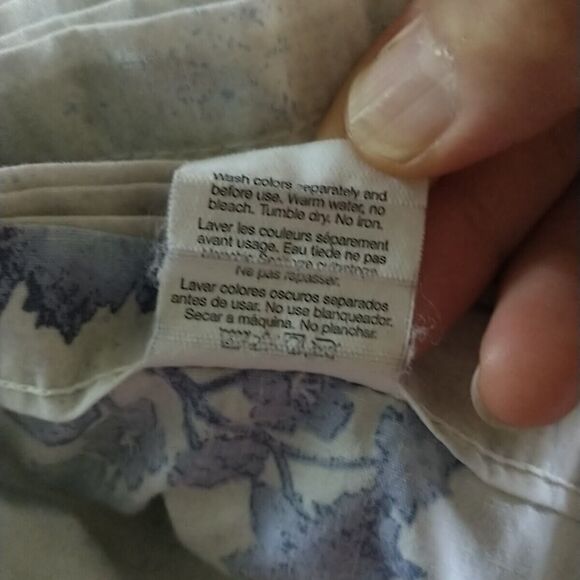 Wash colors separately and
before use. Warm water, no
bleach. Tumble dry. No iron.
Laver les couleurs séparement
avant usage. Eau tiede ne pas
Ne pas repasser.
Lavar colores oscuros separados
antes de usar. No use blanqueador.
Secar a máquina. No planchar.